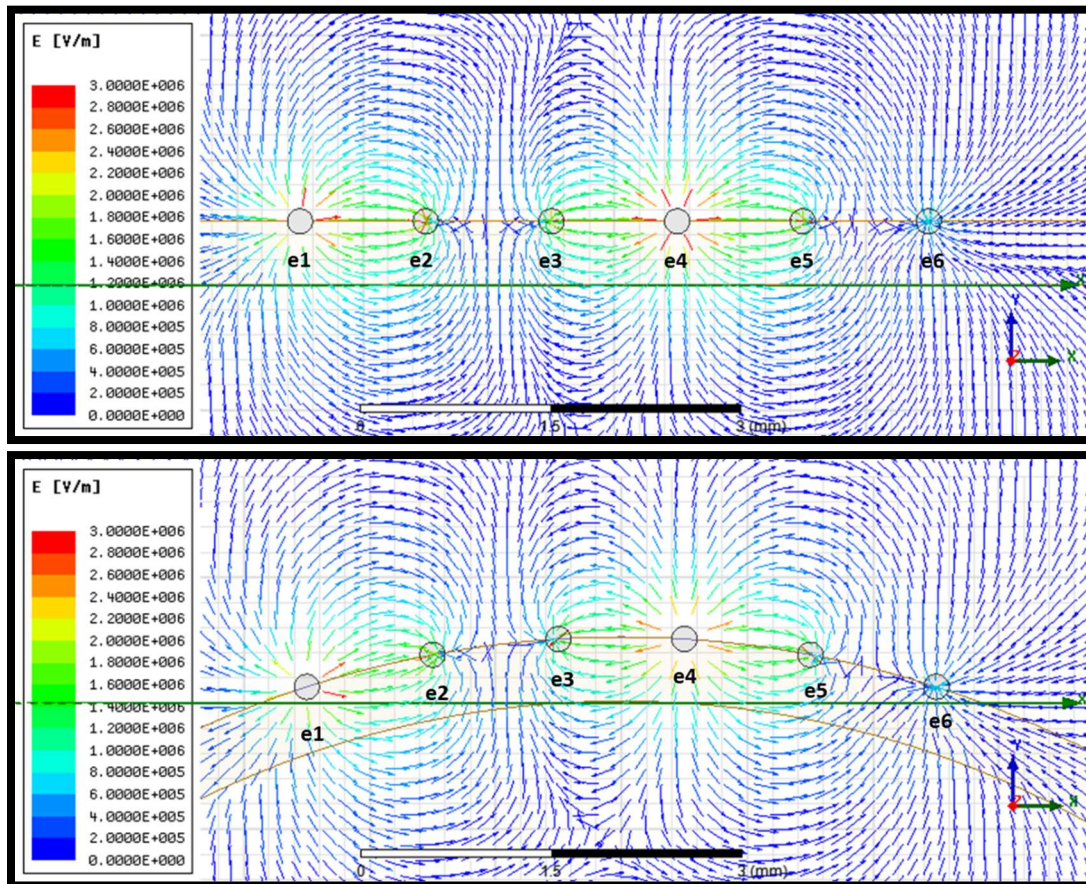 E [V/m]
3.0000E+006
2.8000E+006
2.6000E+006
2.4000E+006
2.2000E+006
2.0000E+006
1.8000E+006
1.6000E+006
1.4000E+006
1.2000E+006
1.0000E+006
8.0000E+005
6.0000E+005
4.0000E+005
2.0000E+005
0.0000E+000
e1 e2 e3 e4 e5 e6
X
Y
Z X
0 1.5 3 (mm)
E [V/m]
3.0000E+006
2.8000E+006
2.6000E+006
2.4000E+006
2.2000E+006
2.0000E+006
1.8000E+006
1.6000E+006
1.4000E+006
1.2000E+006
1.0000E+006
8.0000E+005
6.0000E+005
4.0000E+005
2.0000E+005
0.0000E+000
e1 e2 e3 e4 e5 e6
X
Y
Z X
0 1.5 3 (mm)